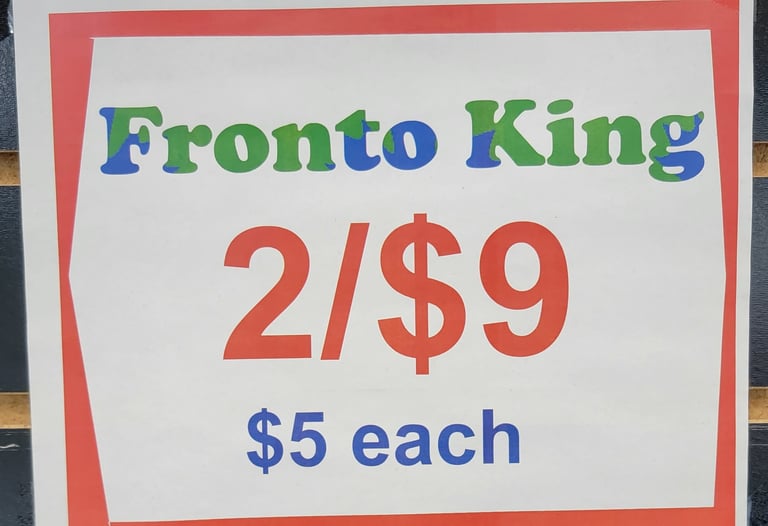 Fronto King
2/$9
$5 each